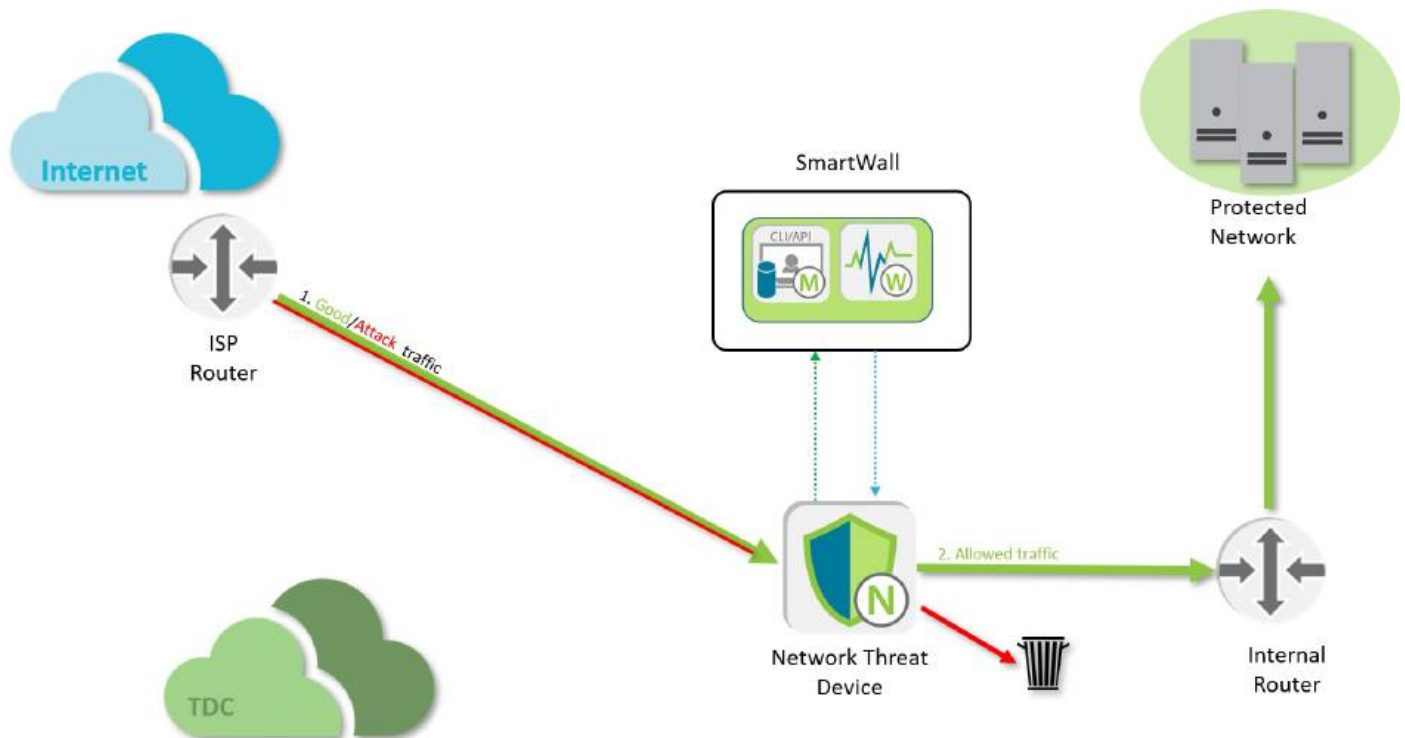 Internet
SmartWall
CLI/API
M
W
Protected
Network
ISP
Router
1. Good/Attack traffic
2. Allowed traffic
N
Network Threat
Device
Internal
Router
TDC